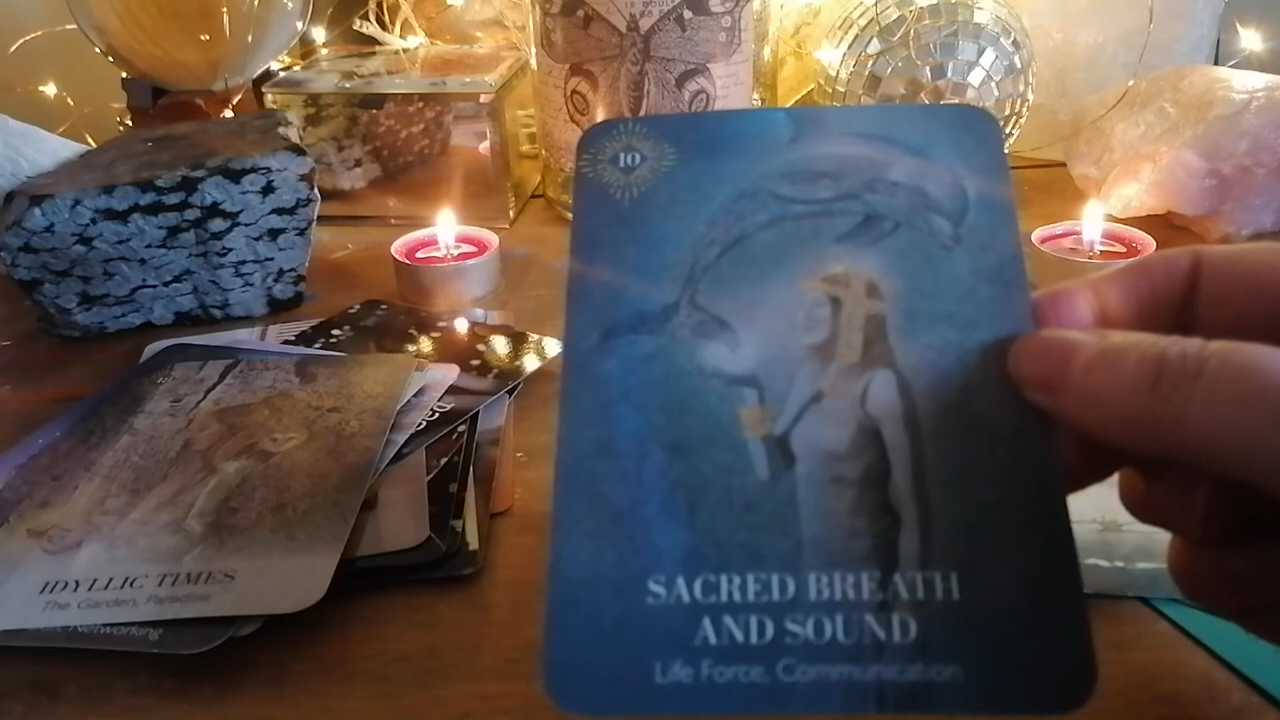 10
SACRED BREATH
AND SOUND
Life Force, Communication
IDYLLIC TIMES
The Garden, Paradise
Networking